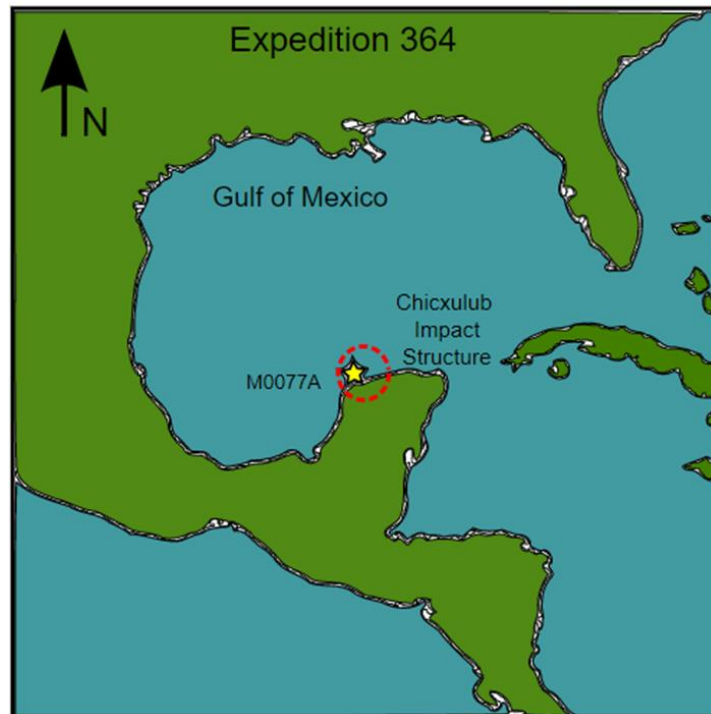 Expedition 364
N
Gulf of Mexico
Chicxulub
Impact
Structure
M0077A